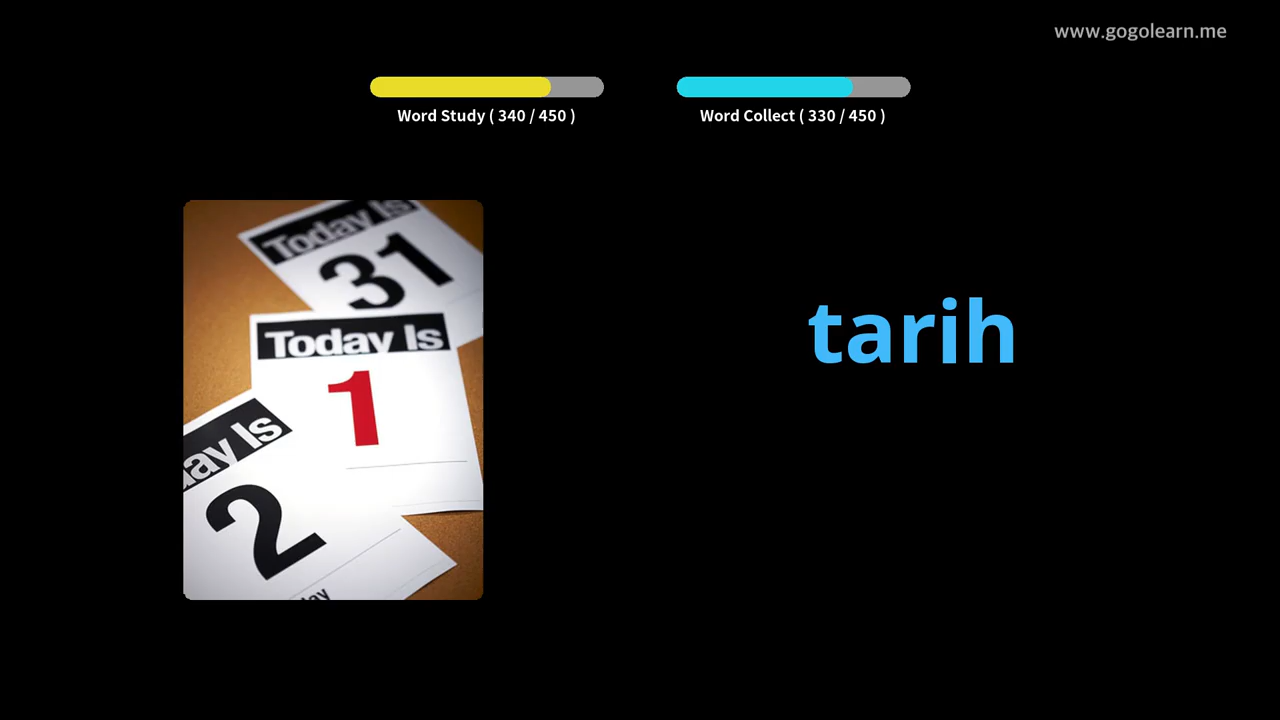 www.gogolearn.me
Word Study ( 340 / 450 )
Word Collect ( 330 / 450 )
Today Is
31
Today Is
1
tarih
ay Is
2
ay